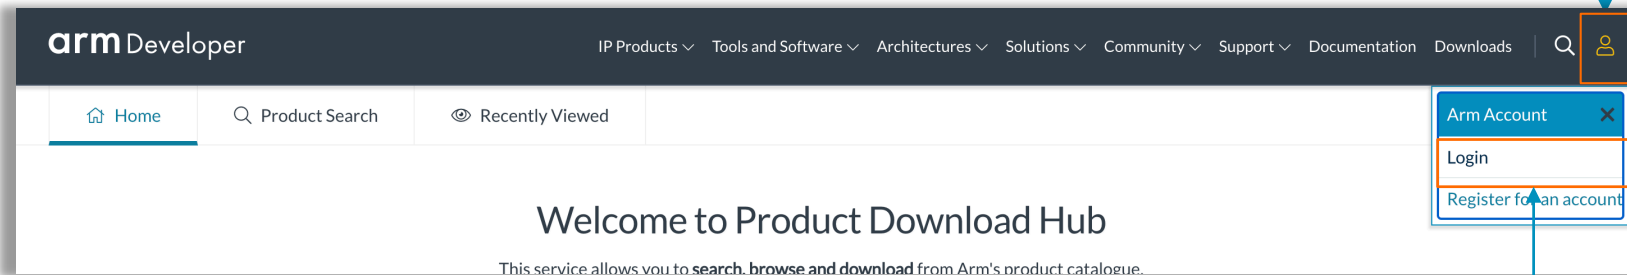 arm Developer
IP Products Tools and Software Architectures Solutions Community Support Documentation Downloads
Home Product Search Recently Viewed
Arm Account
Login
Register for an account
Welcome to Product Download Hub
This service allows you to search, browse and download from Arm's product catalogue.